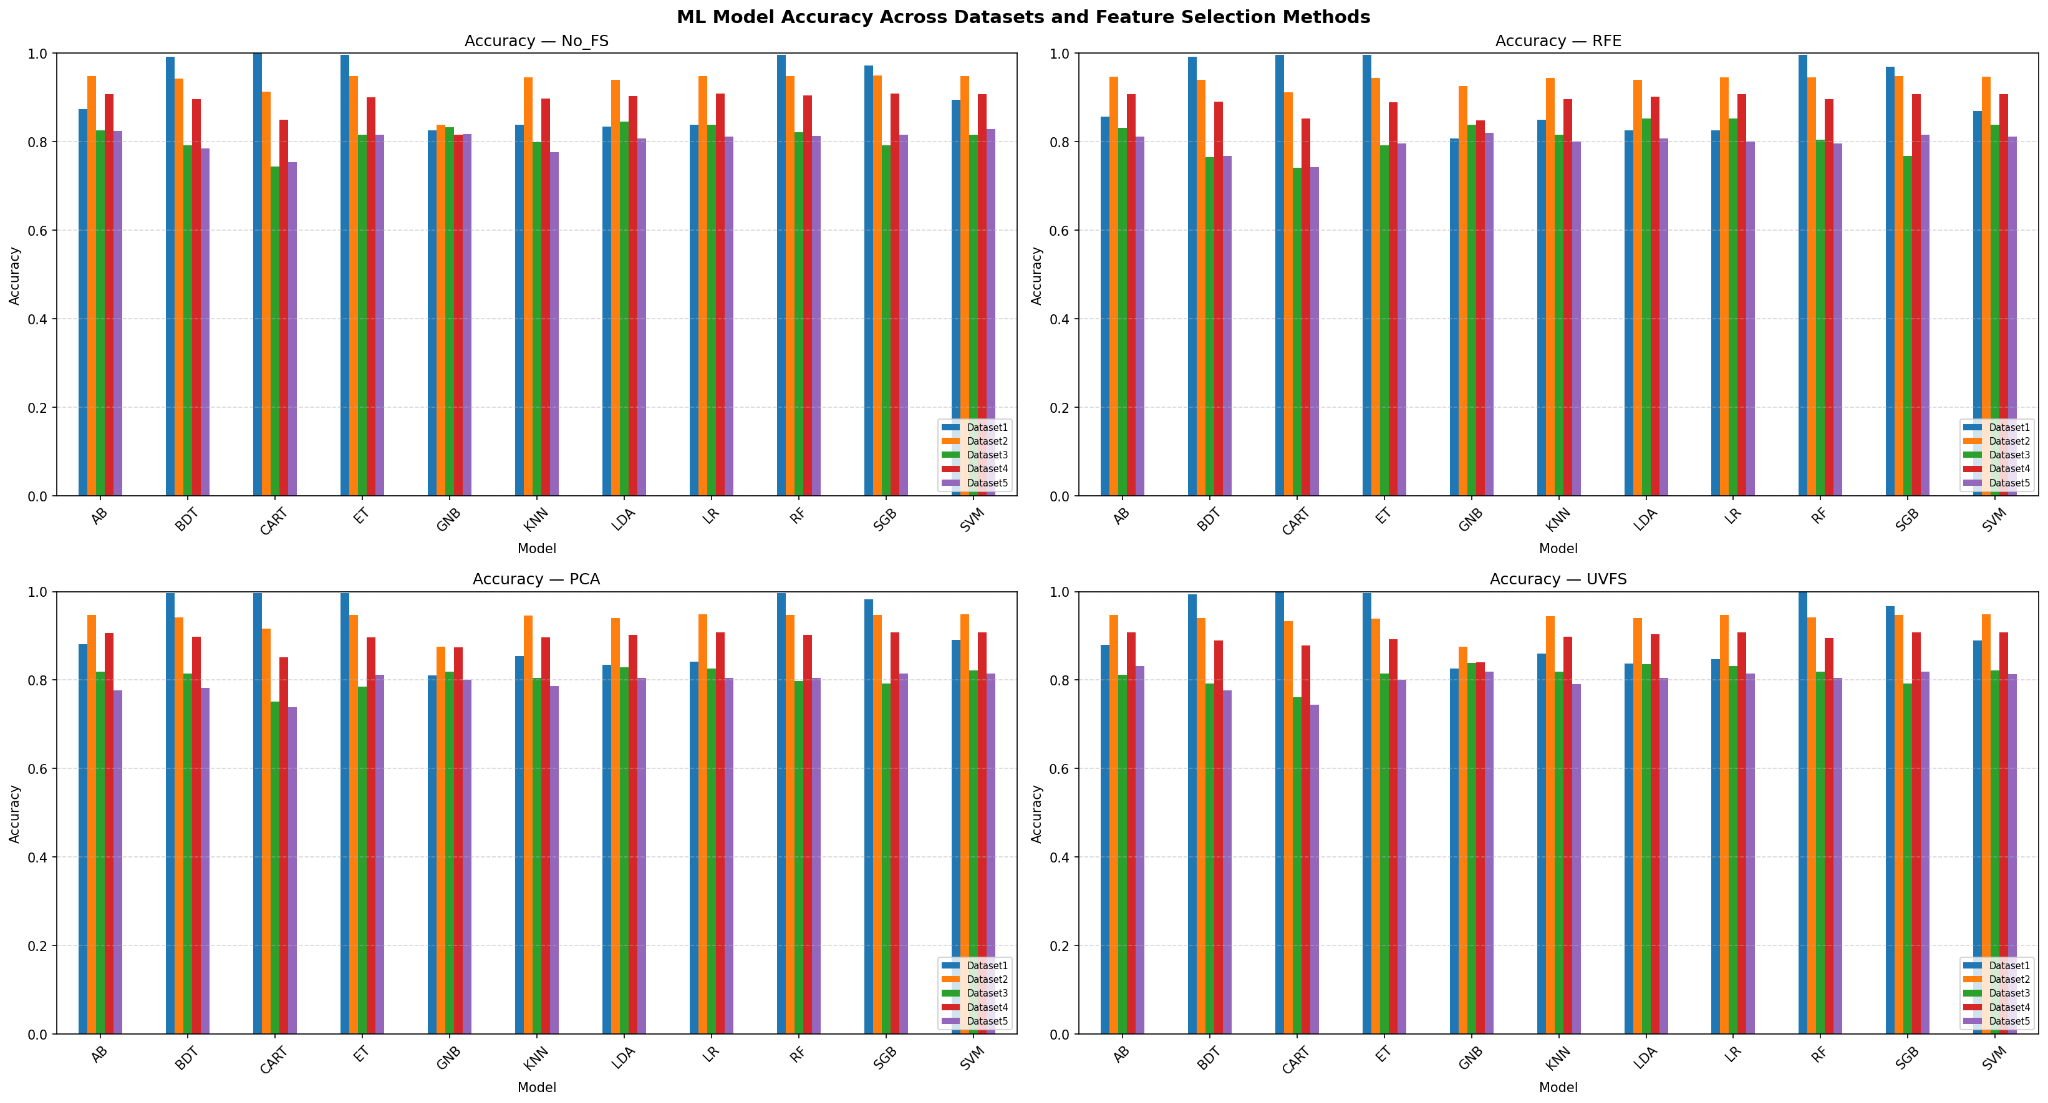 ML Model Accuracy Across Datasets and Feature Selection Methods
Accuracy — No_FS
Accuracy
1.0
0.8
0.6
0.4
0.2
0.0
AB BDT CART ET GNB KNN LDA LR RF SGB SVM
Model
Dataset1
Dataset2
Dataset3
Dataset4
Dataset5
Accuracy — RFE
Accuracy
1.0
0.8
0.6
0.4
0.2
0.0
AB BDT CART ET GNB KNN LDA LR RF SGB SVM
Model
Dataset1
Dataset2
Dataset3
Dataset4
Dataset5
Accuracy — PCA
Accuracy
1.0
0.8
0.6
0.4
0.2
0.0
AB BDT CART ET GNB KNN LDA LR RF SGB SVM
Model
Dataset1
Dataset2
Dataset3
Dataset4
Dataset5
Accuracy — UVFS
Accuracy
1.0
0.8
0.6
0.4
0.2
0.0
AB BDT CART ET GNB KNN LDA LR RF SGB SVM
Model
Dataset1
Dataset2
Dataset3
Dataset4
Dataset5